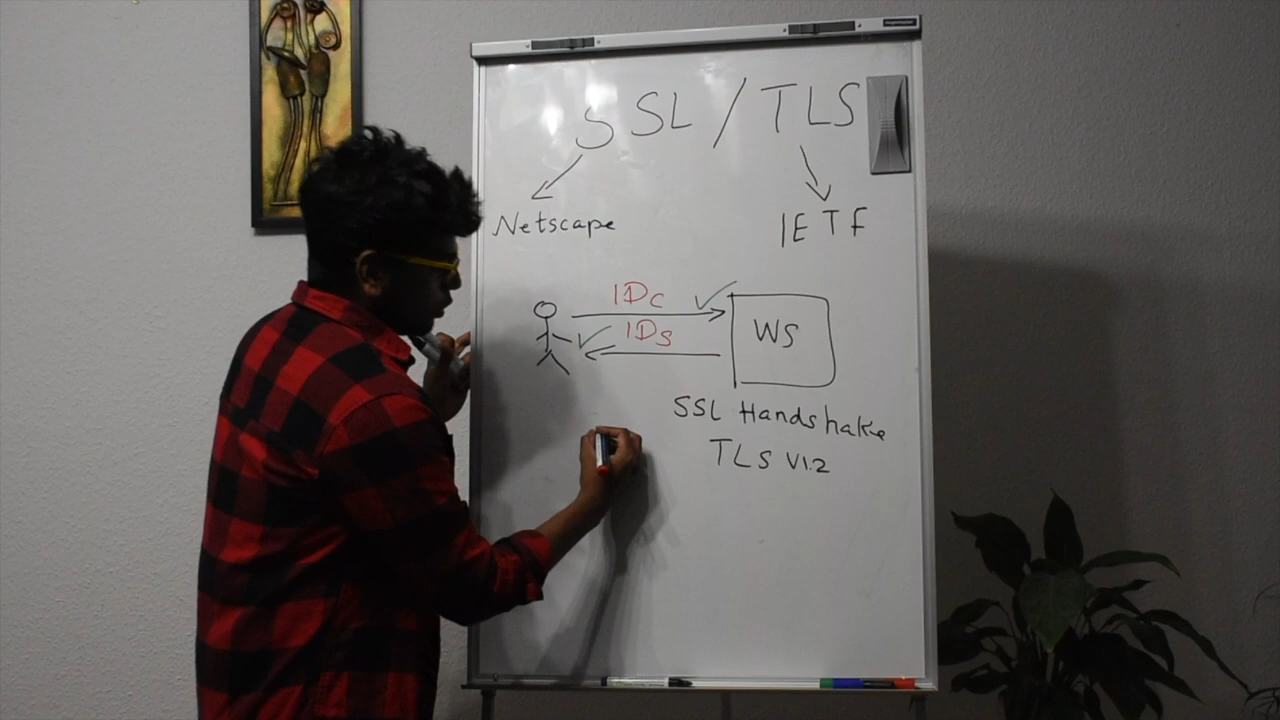 SSL / TLS
Netscape
IETF
IDc
IDs
WS
SSL Handshake
TLS v1.2